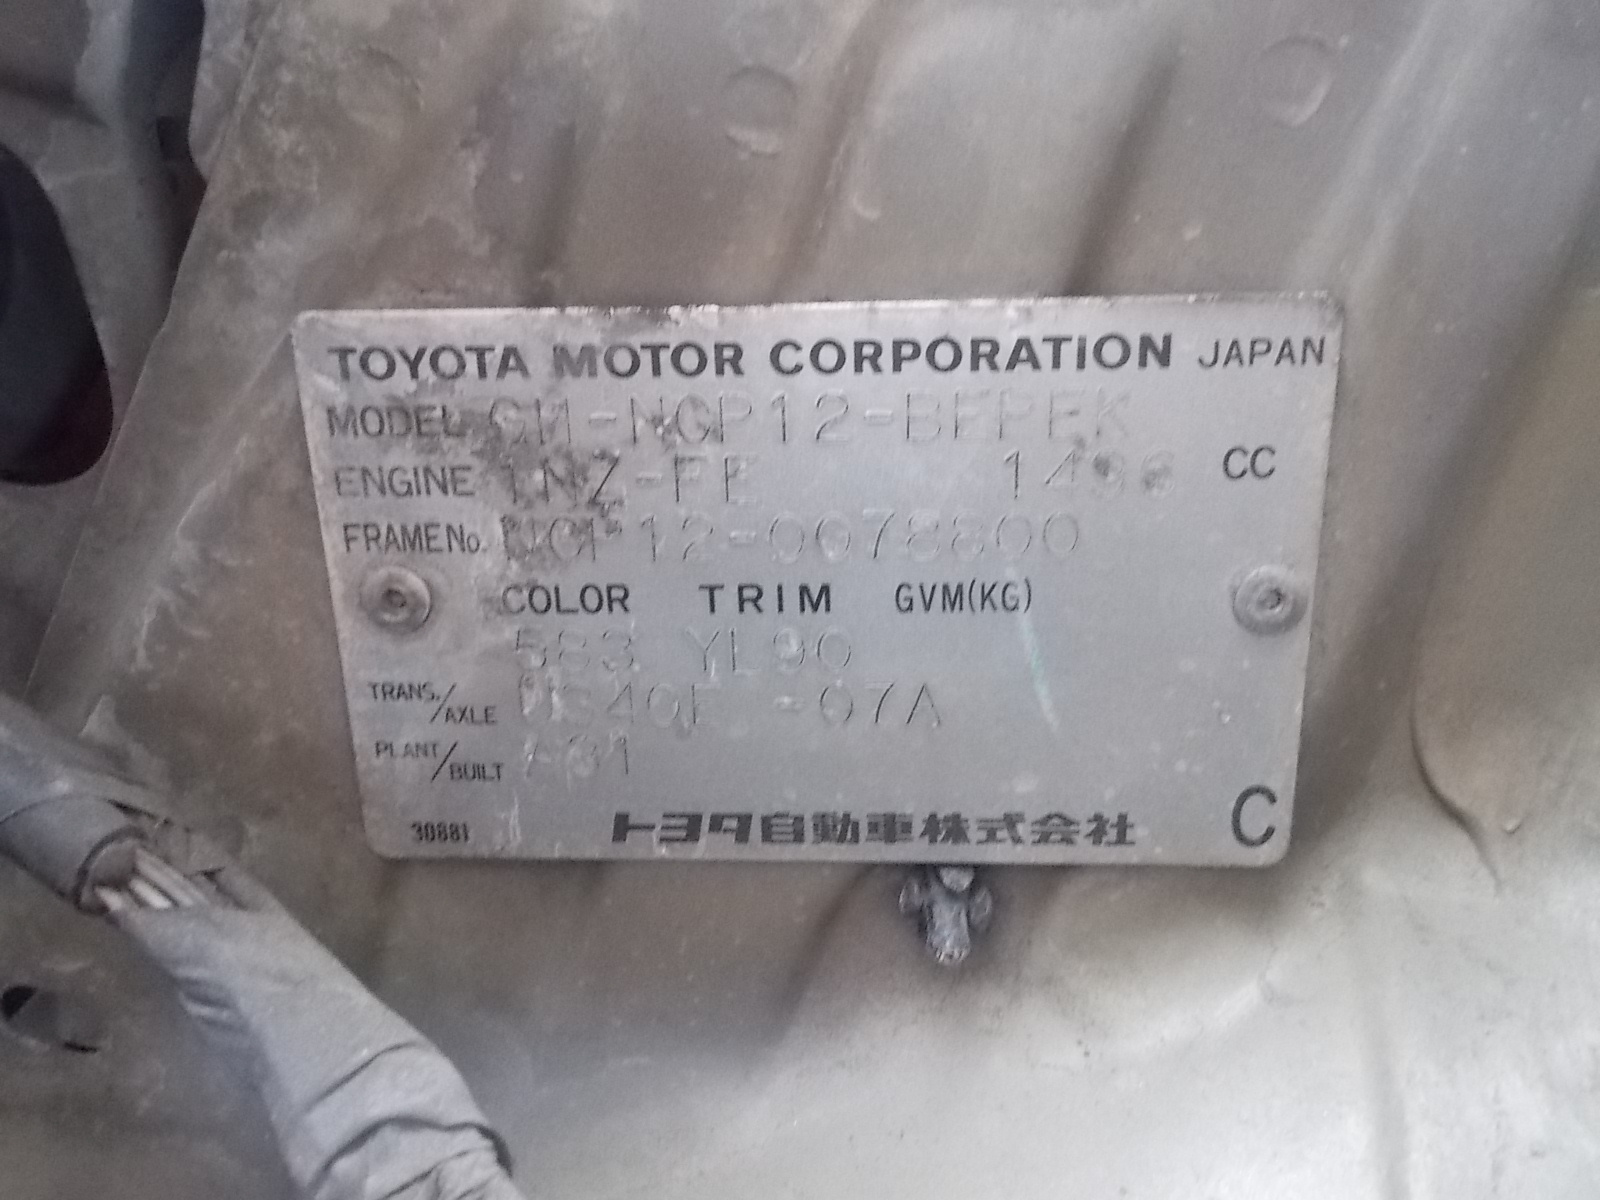 TOYOTA MOTOR CORPORATION JAPAN
MODEL NCP12-BEPEK
ENGINE 1NZ-FE 1496 CC
FRAME No. NCP12-0078800
COLOR TRIM GVM(KG)
583 YL90
TRANS./AXLE U340E -07A
PLANT/BUILT
30881 トヨタ自動車株式会社 C